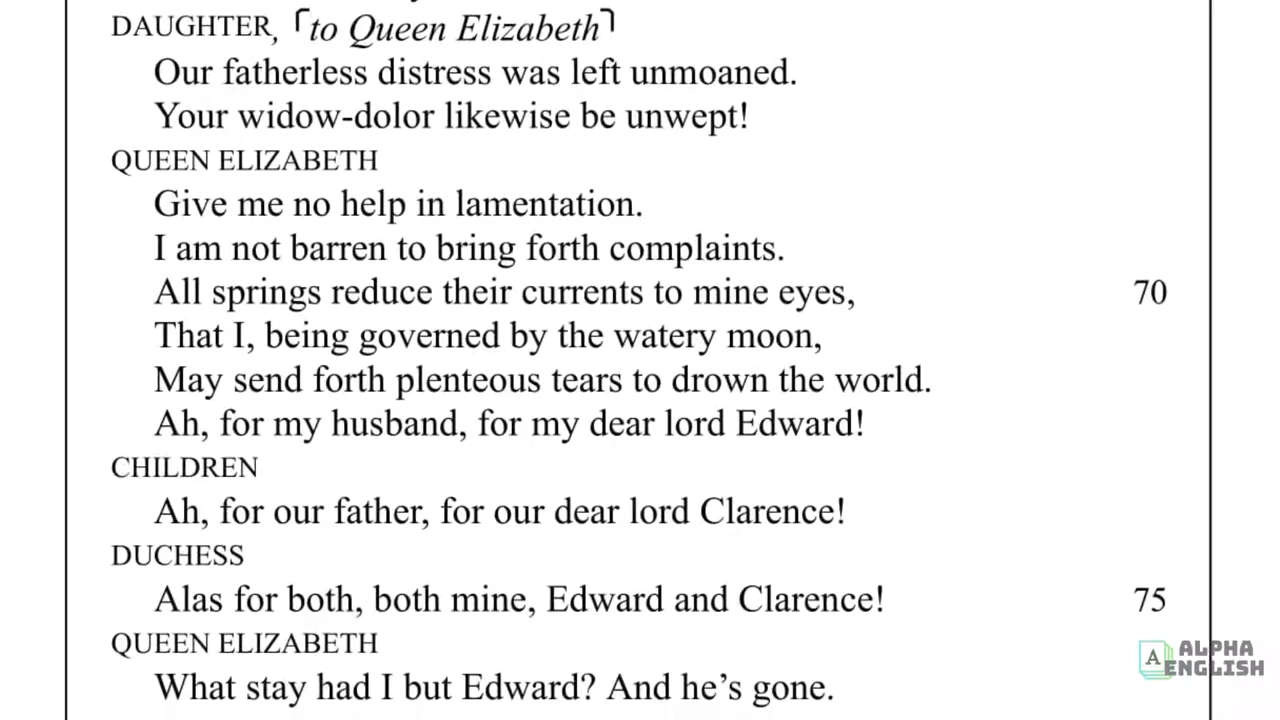 DAUGHTER, ⌜to Queen Elizabeth⌝
Our fatherless distress was left unmoaned.
Your widow-dolor likewise be unwept!
QUEEN ELIZABETH
Give me no help in lamentation.
I am not barren to bring forth complaints.
All springs reduce their currents to mine eyes, 70
That I, being governed by the watery moon,
May send forth plenteous tears to drown the world.
Ah, for my husband, for my dear lord Edward!
CHILDREN
Ah, for our father, for our dear lord Clarence!
DUCHESS
Alas for both, both mine, Edward and Clarence! 75
QUEEN ELIZABETH
What stay had I but Edward? And he’s gone.
A ALPHA
ENGLISH